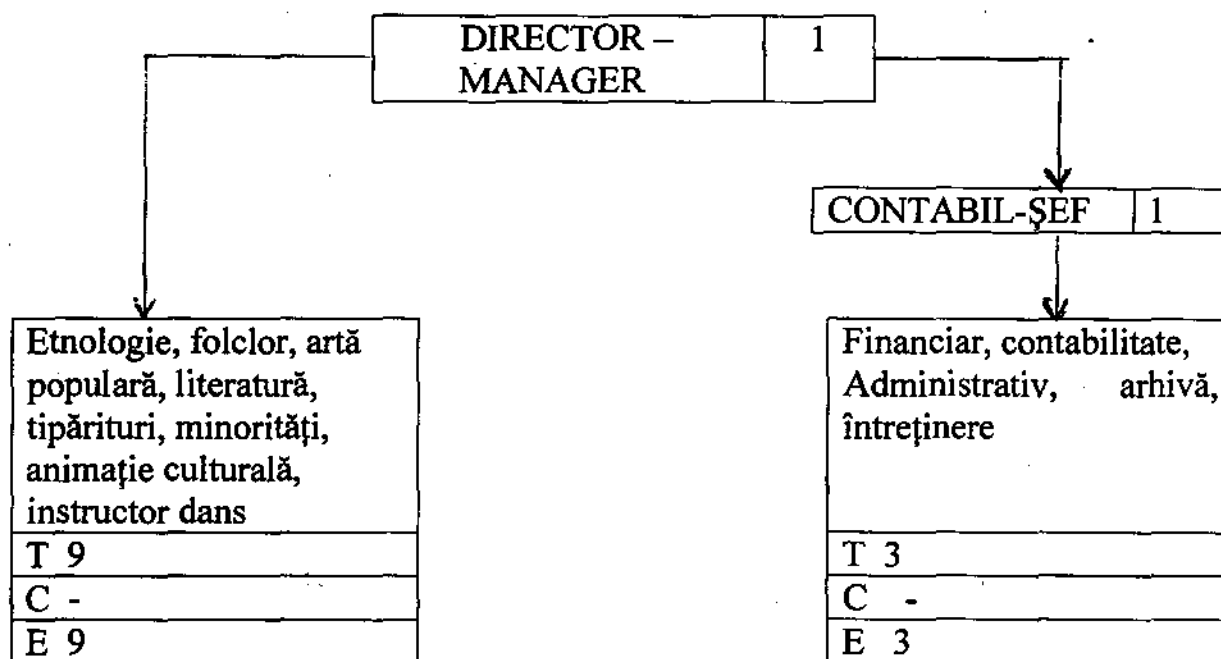 DIRECTOR –
MANAGER
1
CONTABIL-ŞEF
1
Etnologie, folclor, artă
populară, literatură,
tipărituri, minorităţi,
animaţie culturală,
instructor dans
T 9
C -
E 9
Financiar, contabilitate,
Administrativ, arhivă,
întreţinere
T 3
C -
E 3